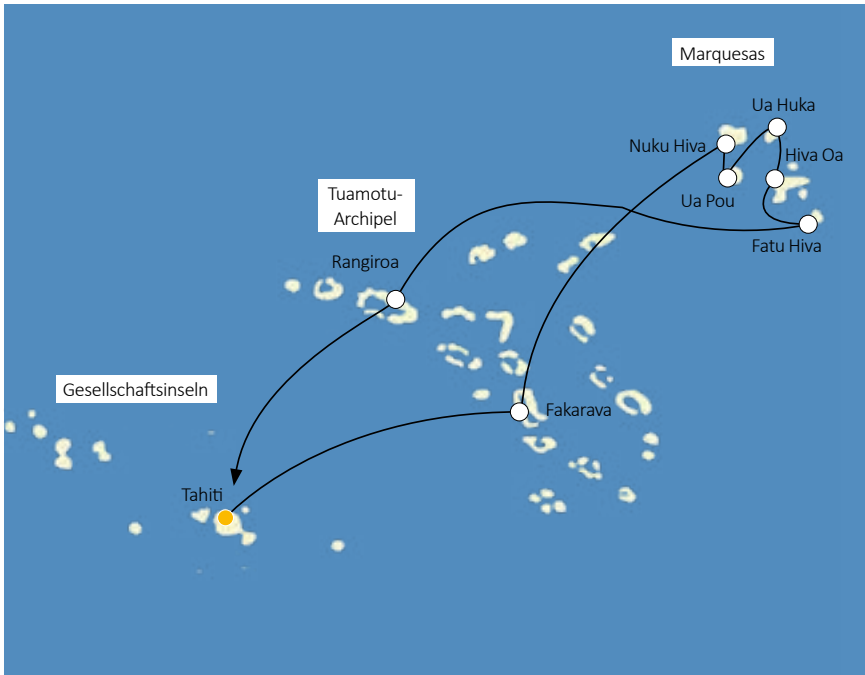 Marquesas
Ua Huka
Nuku Hiva
Hiva Oa
Ua Pou
Fatu Hiva
Tuamotu-
Archipel
Rangiroa
Gesellschaftsinseln
Fakarava
Tahiti